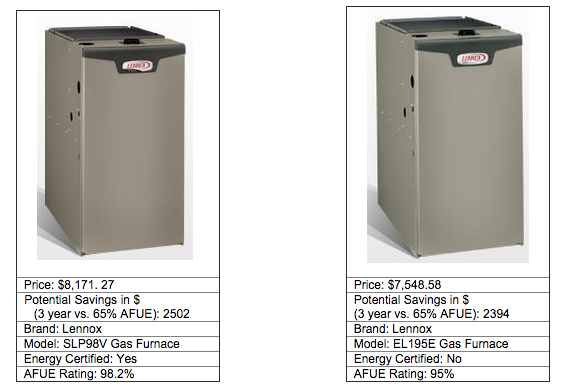 LENNOX
Price: $8,171. 27
Potential Savings in $
(3 year vs. 65% AFUE): 2502
Brand: Lennox
Model: SLP98V Gas Furnace
Energy Certified: Yes
AFUE Rating: 98.2%
LENNOX
Price: $7,548.58
Potential Savings in $
(3 year vs. 65% AFUE): 2394
Brand: Lennox
Model: EL195E Gas Furnace
Energy Certified: No
AFUE Rating: 95%